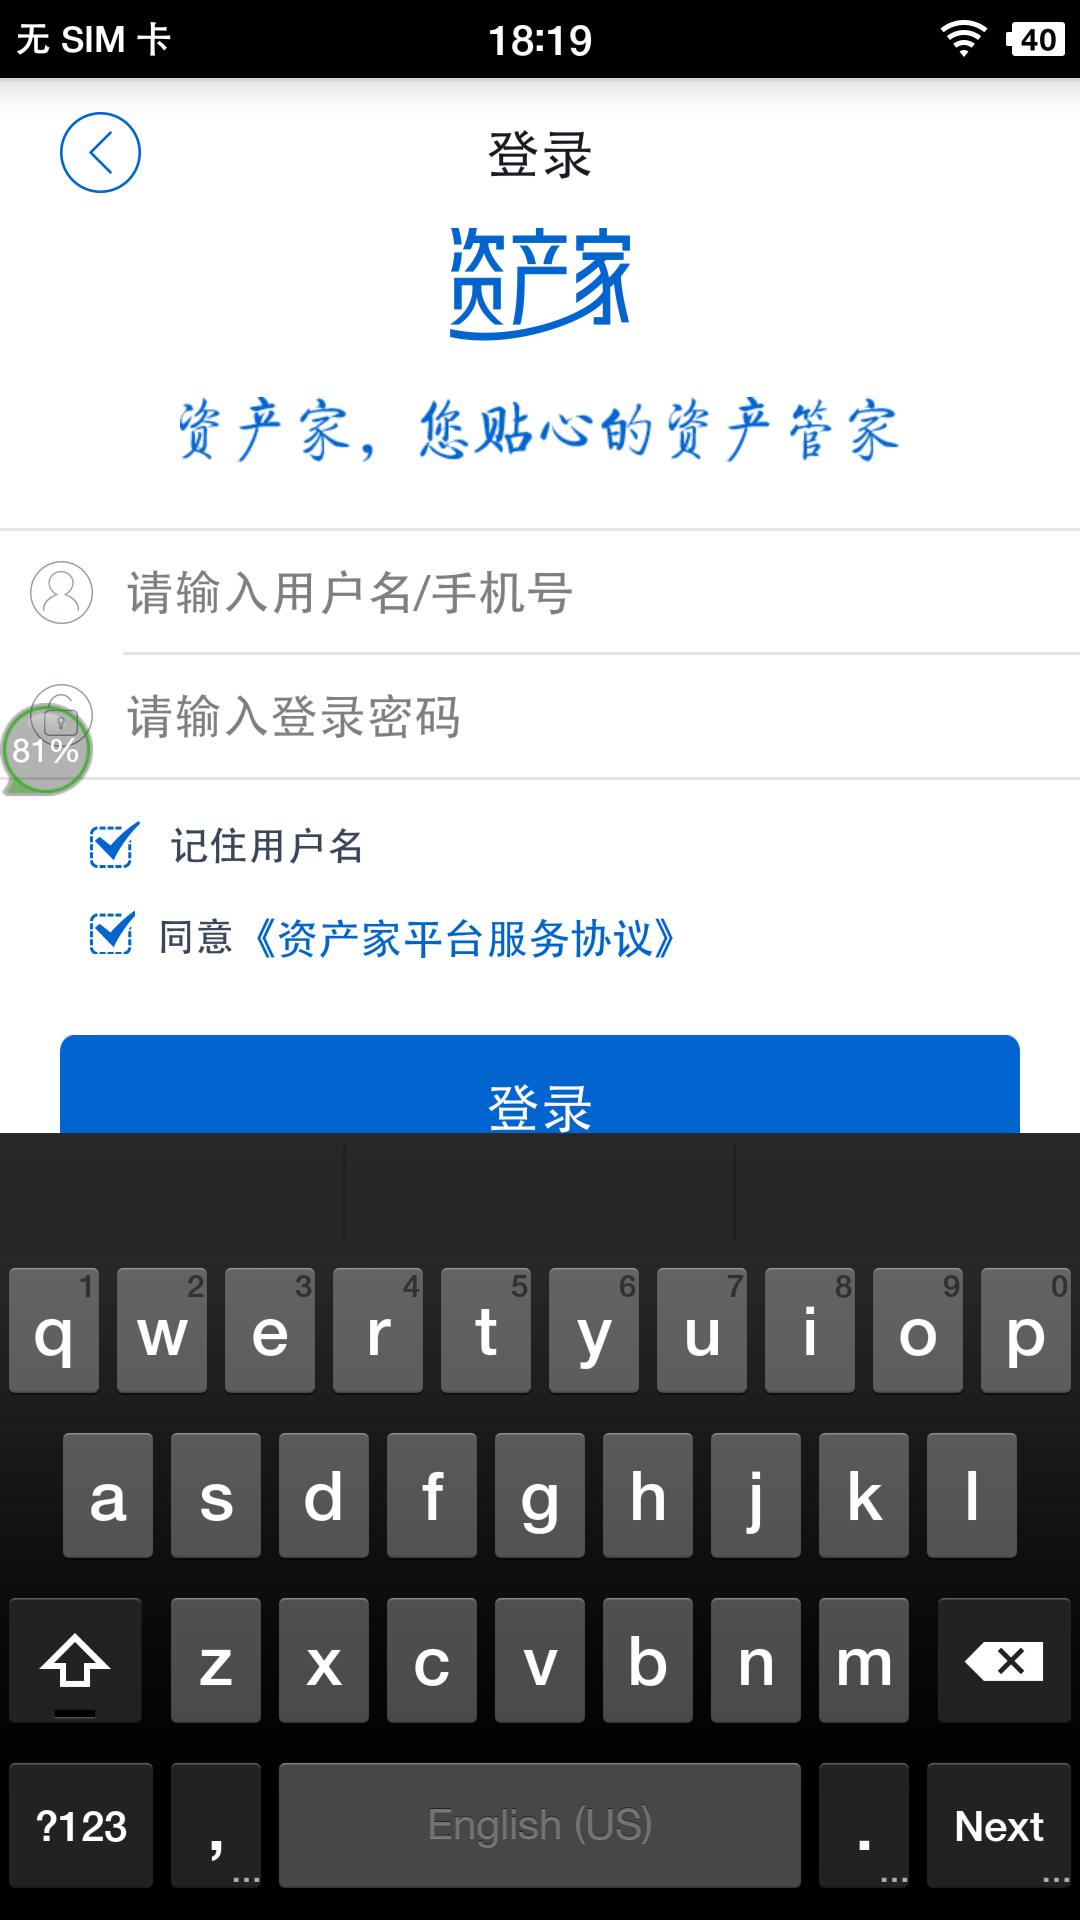 无 SIM 卡 18:19 40
登录
资产家
资产家，您贴心的资产管家
请输入用户名/手机号
请输入登录密码
81%
记住用户名
同意《资产家平台服务协议》
登录
1 2 3 4 5 6 7 8 9 0
q w e r t y u i o p
a s d f g h j k l
z x c v b n m
?123 , English (US) . Next